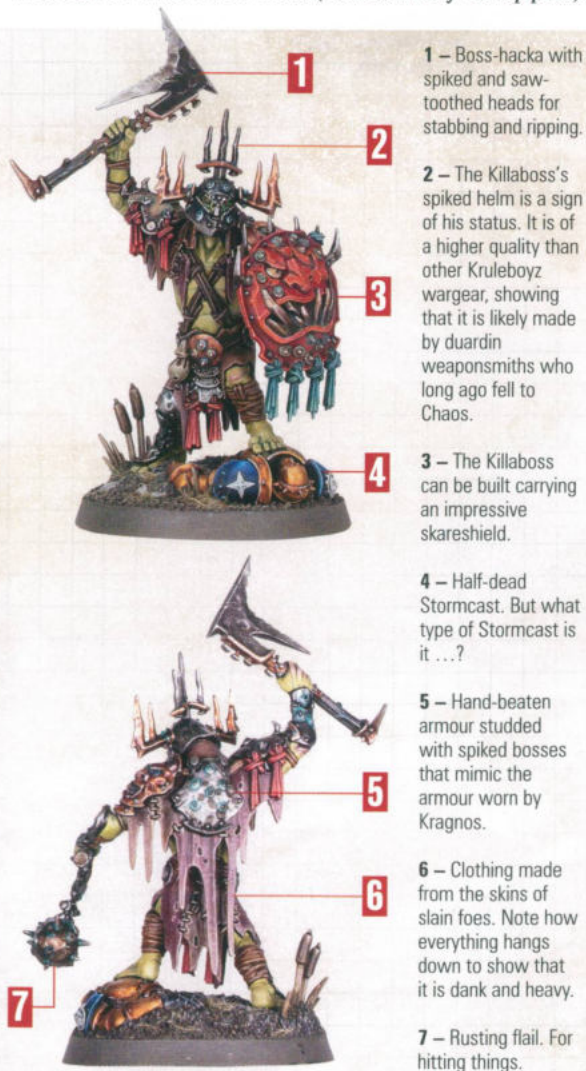 1 – Boss-hacka with
spiked and saw-
toothed heads for
stabbing and ripping.
2 – The Killaboss's
spiked helm is a sign
of his status. It is of
a higher quality than
other Kruleboyz
wargear, showing
that it is likely made
by duardin
weaponsmiths who
long ago fell to
Chaos.
3 – The Killaboss
can be built carrying
an impressive
skareshield.
4 – Half-dead
Stormcast. But what
type of Stormcast is
it ...?
5 – Hand-beaten
armour studded
with spiked bosses
that mimic the
armour worn by
Kragnos.
6 – Clothing made
from the skins of
slain foes. Note how
everything hangs
down to show that
it is dank and heavy.
7 – Rusting flail. For
hitting things.
1
2
3
4
5
6
7